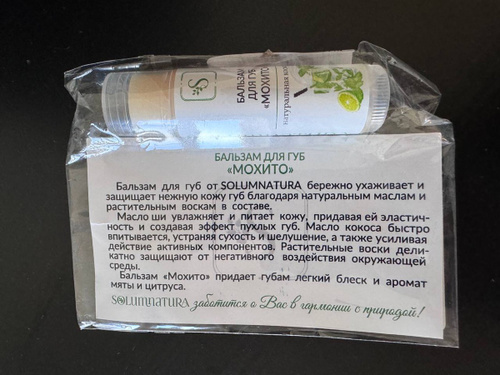 S
БАЛЬЗАМ
ДЛЯ ГУБ
«МОХИТО»
натуральная
БАЛЬЗАМ ДЛЯ ГУБ
«МОХИТО»
Бальзам для губ от SOLUMNATURA бережно ухаживает и
защищает нежную кожу губ благодаря натуральным маслам и
растительным воскам в составе.
Масло ши увлажняет и питает кожу, придавая ей эластич-
ность и создавая эффект пухлых губ. Масло кокоса быстро
впитывается, устраняя сухость и шелушение, а также усиливая
действие активных компонентов. Растительные воски дели-
катно защищают от негативного воздействия окружающей
среды.
Бальзам «Мохито» придает губам легкий блеск и аромат
мяты и цитруса.
SOLUMNATURA заботится о Вас в гармонии с природой!